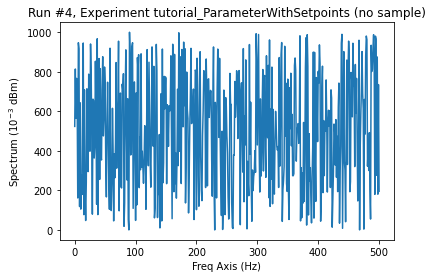 Run #4, Experiment tutorial_ParameterWithSetpoints (no sample)
1000
800
600
400
200
0
Spectrum (10⁻³ dBm)
0 100 200 300 400 500
Freq Axis (Hz)